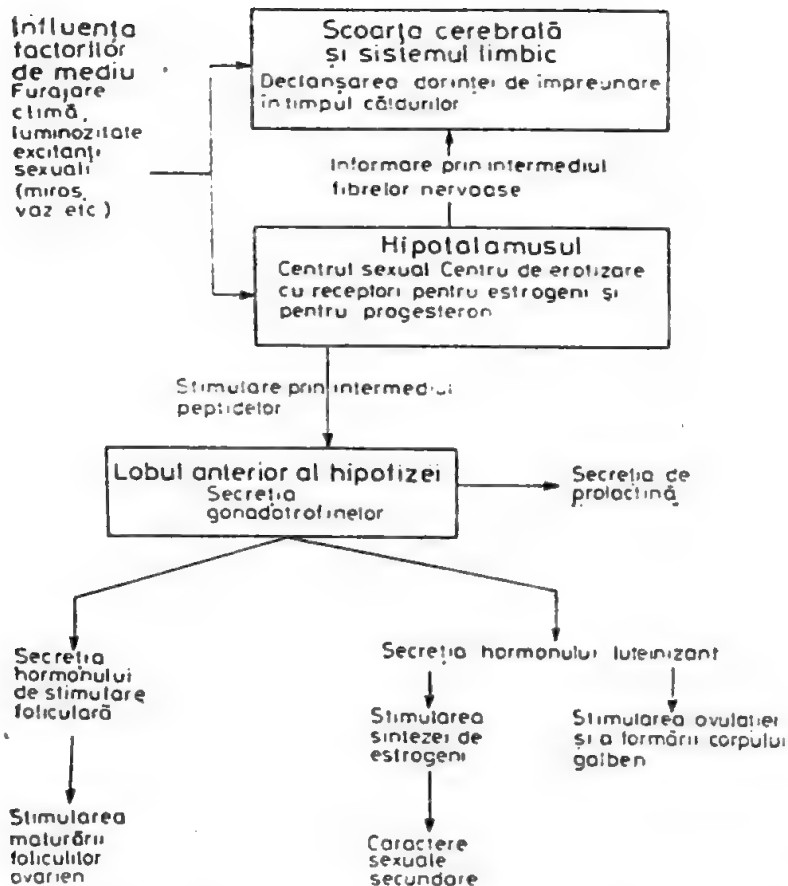 Influența
factorilor
de mediu
Furajare
climă,
luminozitate
excitanți
sexuali
(miros,
vaz etc)
Scoarța cerebrată
și sistemul limbic
Declanșarea dorinței de împreunare
în timpul căldurilor
Informare prin intermediul
fibrelor nervoase
Hipotalamusul
Centrul sexual Centru de erotizare
cu receptori pentru estrogeni și
pentru progesteron
Stimulare prin intermediul
peptidelor
Lobul anterior al hipofizei
Secreția
gonadotrofinelor
Secreția de
prolactină
Secreția
hormonului
de stimulare
foliculară
Stimularea
maturării
foliculilor
ovarien
Secreția hormonului luteinizant
Stimularea
sintezei de
estrogeni
Caractere
sexuale
secundare
Stimularea ovulației
și a formării corpului
galben